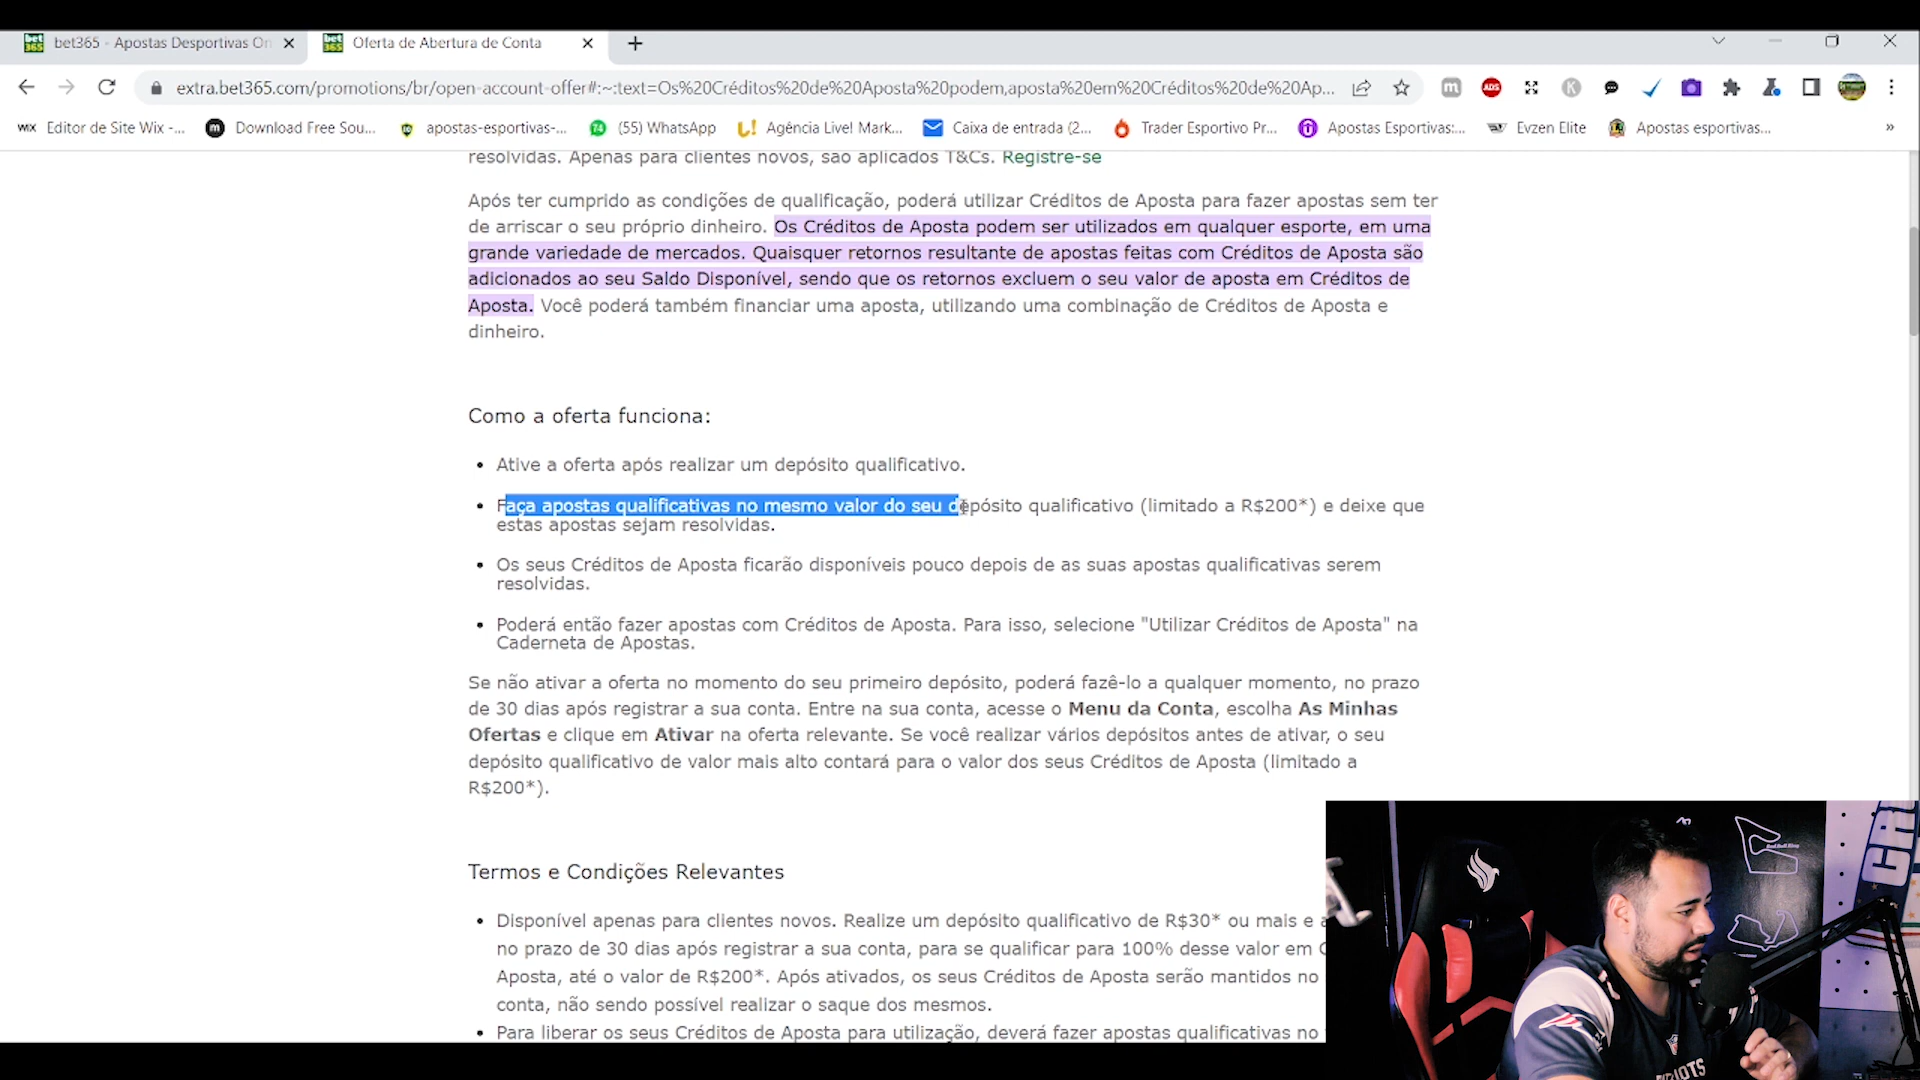 bet365 - Apostas Desportivas On
Oferta de Abertura de Conta
extra.bet365.com/promotions/br/open-account-offer#:~:text=Os%20Créditos%20de%20Aposta%20podem,aposta%20em%20Créditos%20de%20Ap...
Editor de Site Wix -...
Download Free Sou...
apostas-esportivas-...
(55) WhatsApp
Agência Live! Mark...
Caixa de entrada (2...
Trader Esportivo Pr...
Apostas Esportivas:...
Evzen Elite
Apostas esportivas...
»
resolvidas. Apenas para clientes novos, são aplicados T&Cs. Registre-se
Após ter cumprido as condições de qualificação, poderá utilizar Créditos de Aposta para fazer apostas sem ter
de arriscar o seu próprio dinheiro. Os Créditos de Aposta podem ser utilizados em qualquer esporte, em uma
grande variedade de mercados. Quaisquer retornos resultante de apostas feitas com Créditos de Aposta são
adicionados ao seu Saldo Disponível, sendo que os retornos excluem o seu valor de aposta em Créditos de
Aposta. Você poderá também financiar uma aposta, utilizando uma combinação de Créditos de Aposta e
dinheiro.
Como a oferta funciona:
• Ative a oferta após realizar um depósito qualificativo.
• Faça apostas qualificativas no mesmo valor do seu depósito qualificativo (limitado a R$200*) e deixe que
estas apostas sejam resolvidas.
• Os seus Créditos de Aposta ficarão disponíveis pouco depois de as suas apostas qualificativas serem
resolvidas.
• Poderá então fazer apostas com Créditos de Aposta. Para isso, selecione "Utilizar Créditos de Aposta" na
Caderneta de Apostas.
Se não ativar a oferta no momento do seu primeiro depósito, poderá fazê-lo a qualquer momento, no prazo
de 30 dias após registrar a sua conta. Entre na sua conta, acesse o Menu da Conta, escolha As Minhas
Ofertas e clique em Ativar na oferta relevante. Se você realizar vários depósitos antes de ativar, o seu
depósito qualificativo de valor mais alto contará para o valor dos seus Créditos de Aposta (limitado a
R$200*).
Termos e Condições Relevantes
• Disponível apenas para clientes novos. Realize um depósito qualificativo de R$30* ou mais e
no prazo de 30 dias após registrar a sua conta, para se qualificar para 100% desse valor em
Aposta, até o valor de R$200*. Após ativados, os seus Créditos de Aposta serão mantidos no
conta, não sendo possível realizar o saque dos mesmos.
• Para liberar os seus Créditos de Aposta para utilização, deverá fazer apostas qualificativas no